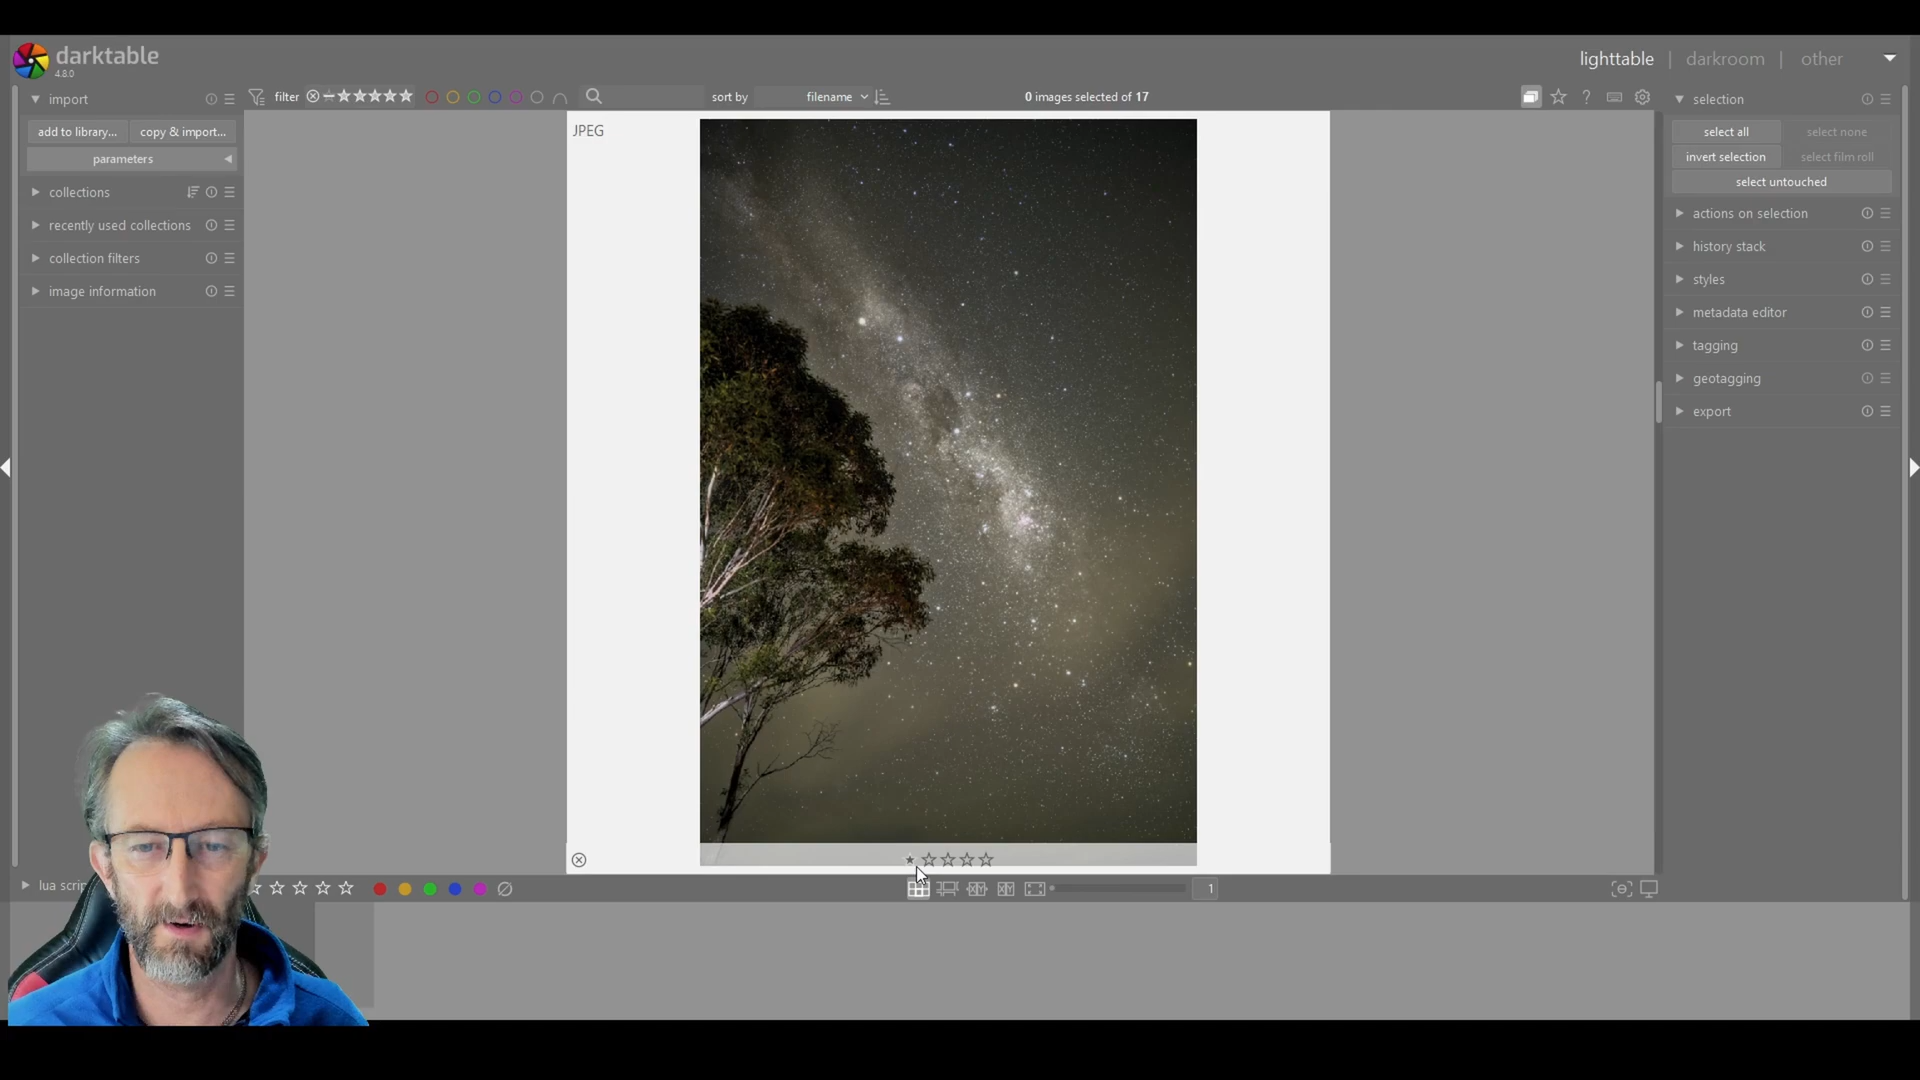 darktable
4.8.0
lighttable | darkroom | other
import
filter
sort by
filename
0 images selected of 17
selection
add to library...
copy & import...
parameters
collections
recently used collections
collection filters
image information
JPEG
select all
select none
invert selection
select film roll
select untouched
actions on selection
history stack
styles
metadata editor
tagging
geotagging
export
lua scrip
1